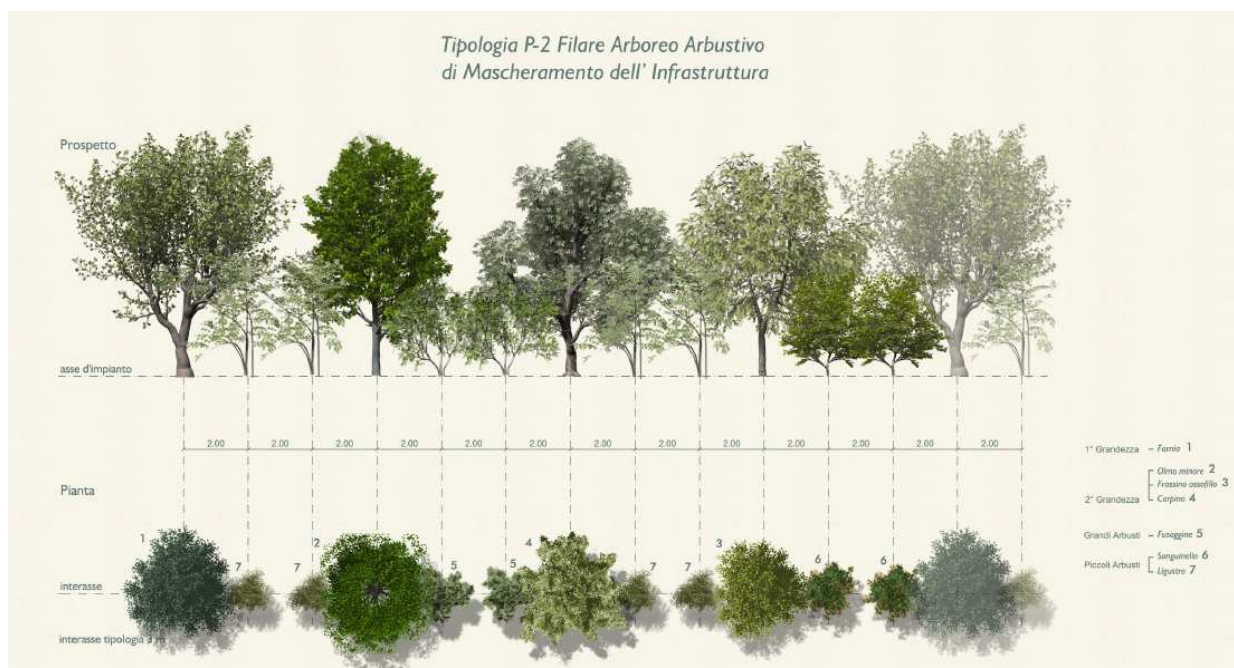 Tipologia P-2 Filare Arboreo Arbustivo
di Mascheramento dell' Infrastruttura
Prospetto
asse d'impianto
2.00 2.00 2.00 2.00 2.00 2.00 2.00 2.00 2.00 2.00 2.00 2.00 2.00
1° Grandezza Farnia 1
Olmo minore 2
Frassino ossofillo 3
2° Grandezza Carpino 4
Pianta
Grandi Arbusti Fusaggine 5
Sanguinello 6
Piccoli Arbusti
Ligustro 7
1 7 7 2 5 5 4 7 7 3 6 6
interasse
interasse tipologia 3 m